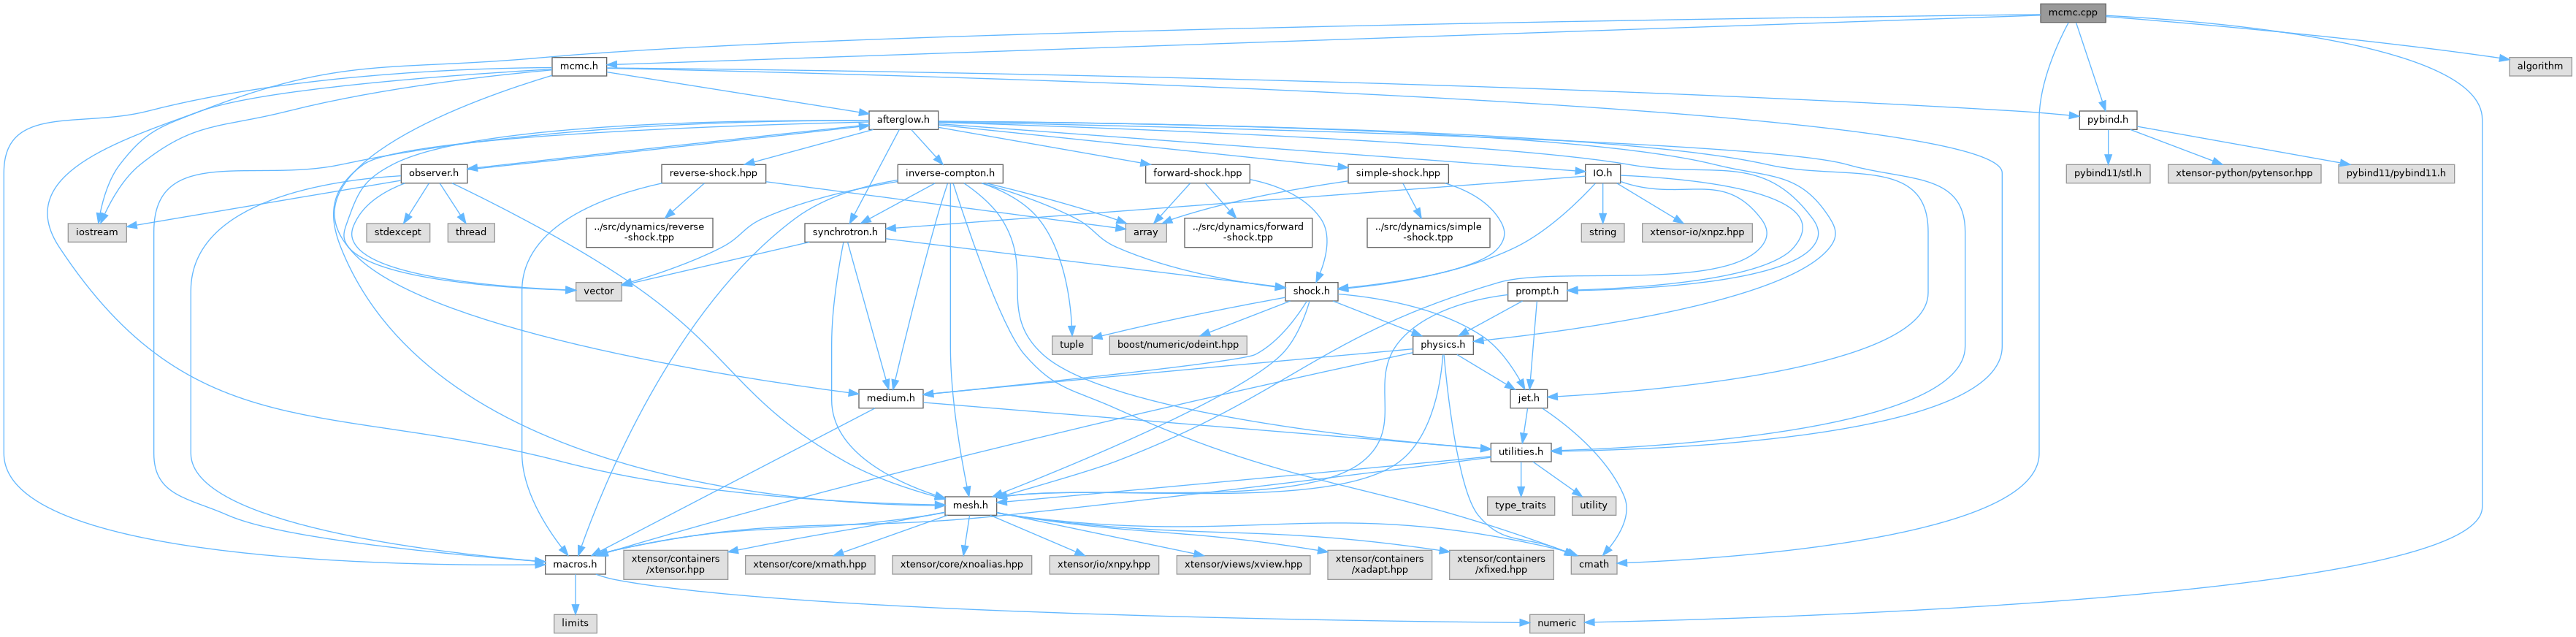 mcmc.cpp
mcmc.h
algorithm
afterglow.h
pybind.h
observer.h
reverse-shock.hpp
inverse-compton.h
forward-shock.hpp
simple-shock.hpp
IO.h
pybind11/stl.h
xtensor-python/pytensor.hpp
pybind11/pybind11.h
iostream
stdexcept
thread
../src/dynamics/reverse
-shock.tpp
synchrotron.h
array
../src/dynamics/forward
-shock.tpp
../src/dynamics/simple
-shock.tpp
string
xtensor-io/xnpz.hpp
vector
shock.h
prompt.h
tuple
boost/numeric/odeint.hpp
physics.h
medium.h
jet.h
utilities.h
mesh.h
type_traits
utility
macros.h
xtensor/containers
/xtensor.hpp
xtensor/core/xmath.hpp
xtensor/core/xnoalias.hpp
xtensor/io/xnpy.hpp
xtensor/views/xview.hpp
xtensor/containers
/xadapt.hpp
xtensor/containers
/xfixed.hpp
cmath
limits
numeric